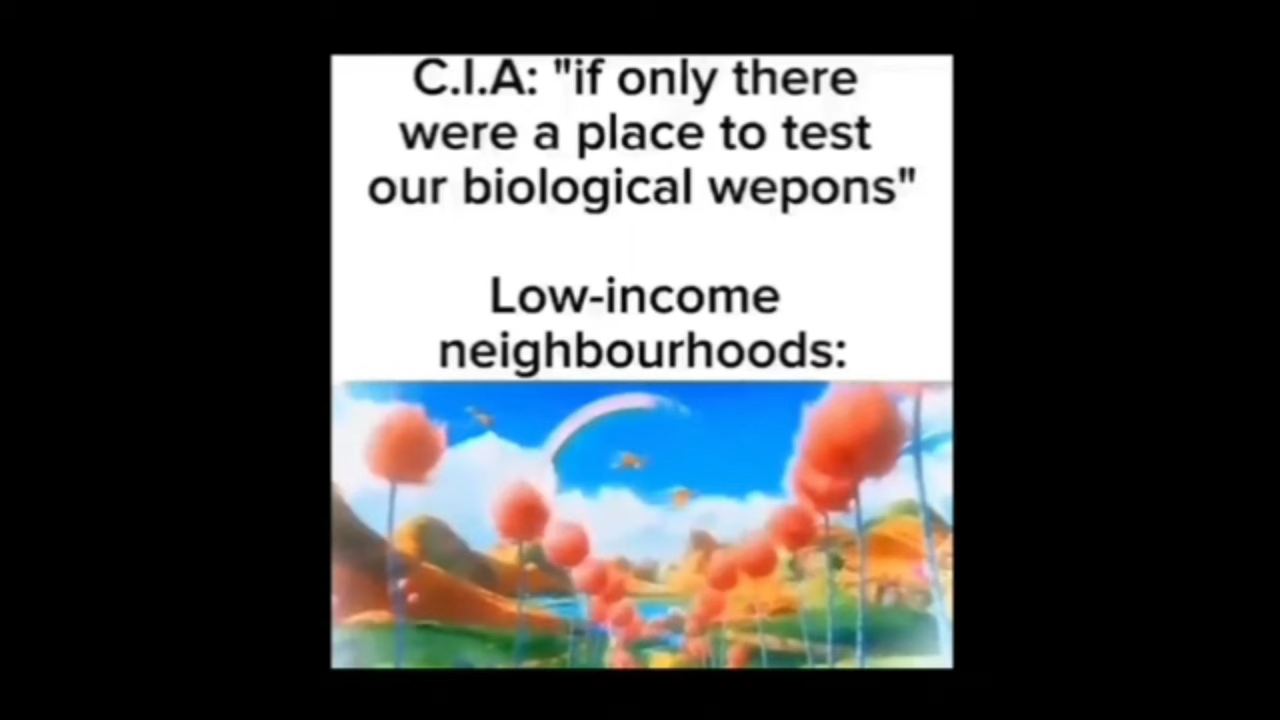 C.I.A: "if only there
were a place to test
our biological wepons"
Low-income
neighbourhoods: